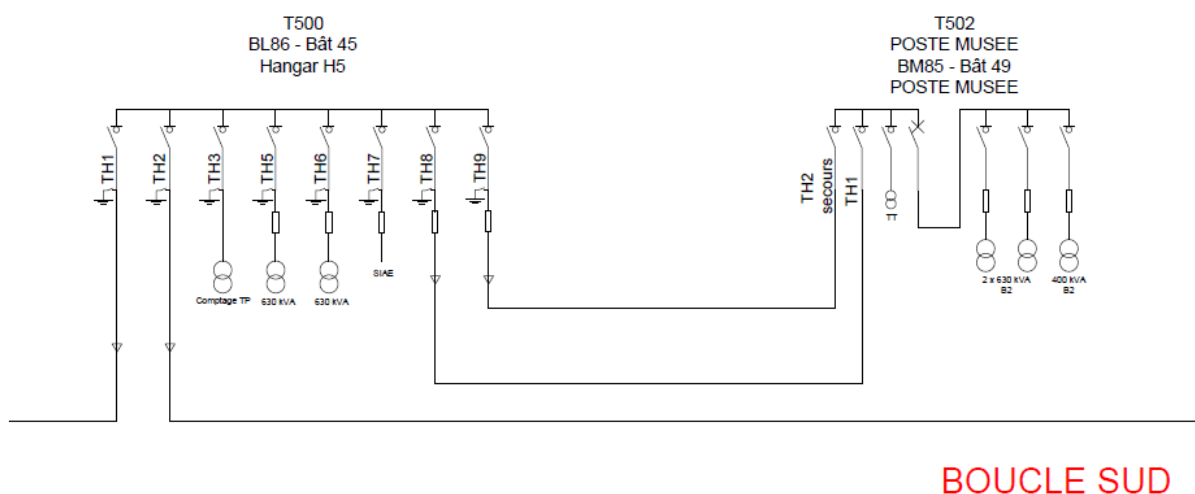 T500
BL86 - Bât 45
Hangar H5
T502
POSTE MUSEE
BM85 - Bât 49
POSTE MUSEE
TH1
TH2
TH3
TH5
TH6
TH7
TH8
TH9
TH2
secours
TH1
TT
SIAE
Comptage TP
630 kVA
630 kVA
2 x 630 kVA
B2
400 kVA
B2
BOUCLE SUD